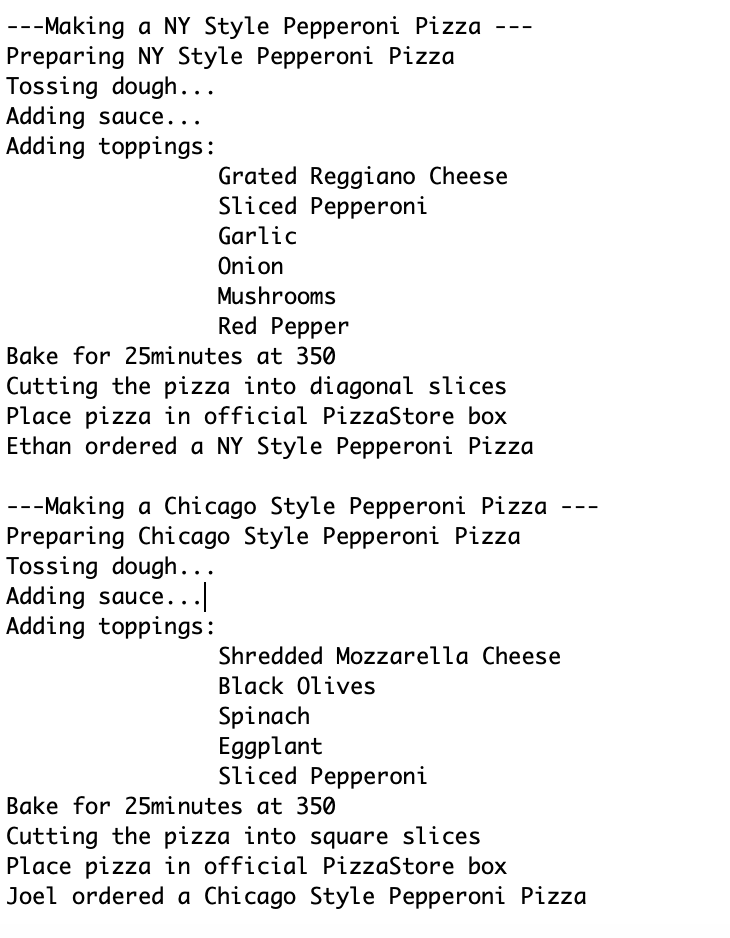 ---Making a NY Style Pepperoni Pizza ---
Preparing NY Style Pepperoni Pizza
Tossing dough...
Adding sauce...
Adding toppings:
Grated Reggiano Cheese
Sliced Pepperoni
Garlic
Onion
Mushrooms
Red Pepper
Bake for 25minutes at 350
Cutting the pizza into diagonal slices
Place pizza in official PizzaStore box
Ethan ordered a NY Style Pepperoni Pizza

---Making a Chicago Style Pepperoni Pizza ---
Preparing Chicago Style Pepperoni Pizza
Tossing dough...
Adding sauce...
Adding toppings:
Shredded Mozzarella Cheese
Black Olives
Spinach
Eggplant
Sliced Pepperoni
Bake for 25minutes at 350
Cutting the pizza into square slices
Place pizza in official PizzaStore box
Joel ordered a Chicago Style Pepperoni Pizza